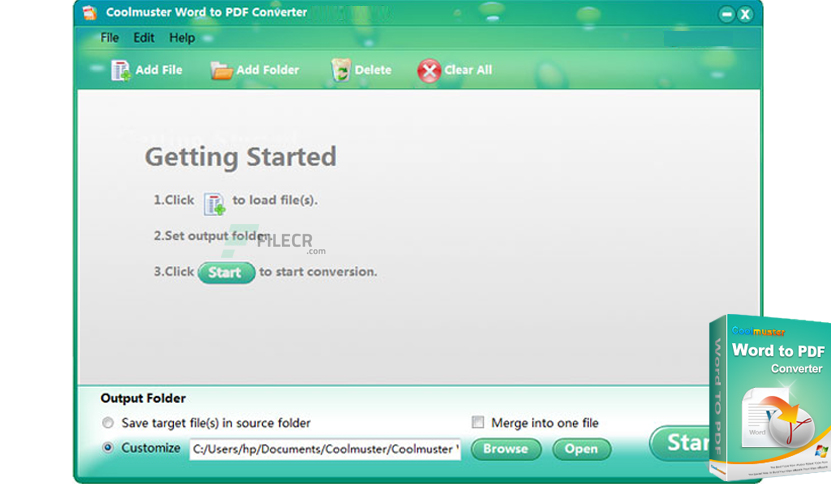 Coolmuster Word to PDF Converter
File Edit Help
Add File Add Folder Delete Clear All
Getting Started
1.Click to load file(s).
2.Set output folder.
FILECR
.com
3.Click Start to start conversion.
Output Folder
Save target file(s) in source folder Merge into one file
Customize C:/Users/hp/Documents/Coolmuster/Coolmuster Browse Open Star
Coolmuster
Word to PDF
Converter
Word
WORD TO PDF